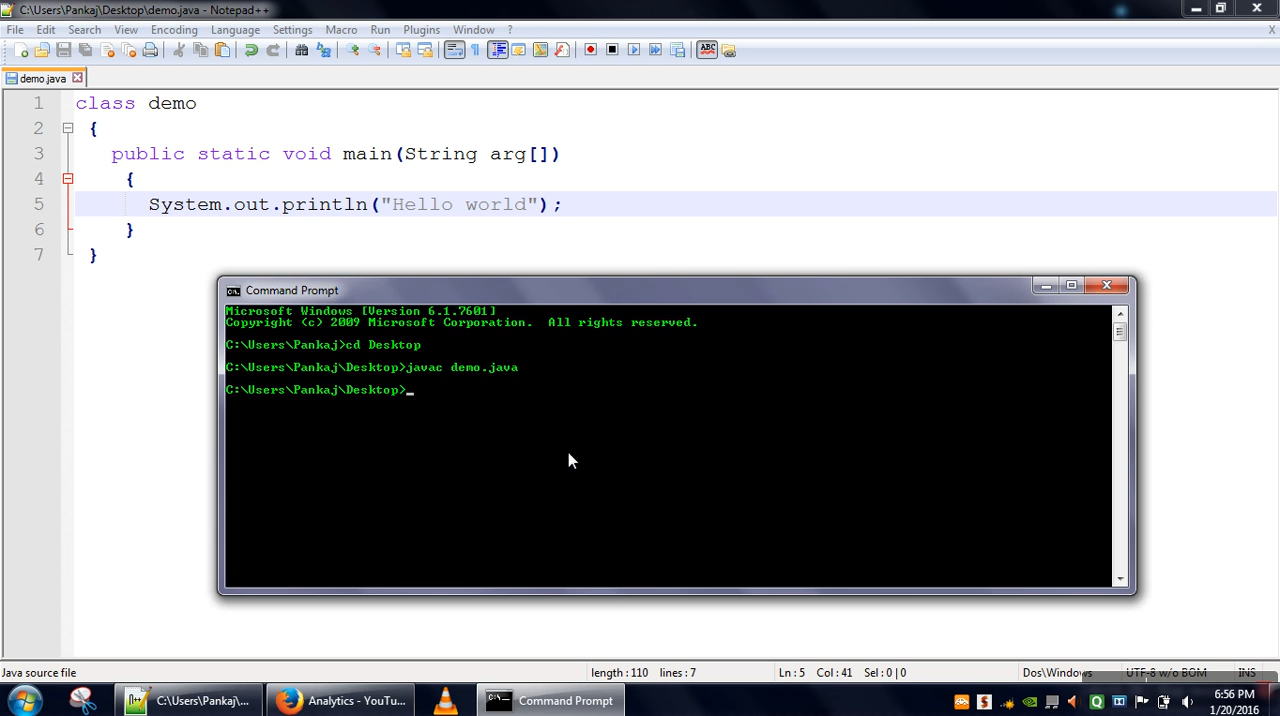 C:\Users\Pankaj\Desktop\demo.java - Notepad++
File Edit Search View Encoding Language Settings Macro Run Plugins Window ? X
ABC
demo.java
1 class demo
2 {
3 public static void main(String arg[])
4 {
5 System.out.println("Hello world");
6 }
7 }
Command Prompt
Microsoft Windows [Version 6.1.7601]
Copyright (c) 2009 Microsoft Corporation.  All rights reserved.
C:\Users\Pankaj>cd Desktop
C:\Users\Pankaj\Desktop>javac demo.java
C:\Users\Pankaj\Desktop>_
Java source file length : 110 lines : 7 Ln : 5 Col : 41 Sel : 0 | 0 Dos\Windows UTF-8 w/o BOM INS
C:\Users\Pankaj\... Analytics - YouTu... Command Prompt
6:56 PM
1/20/2016